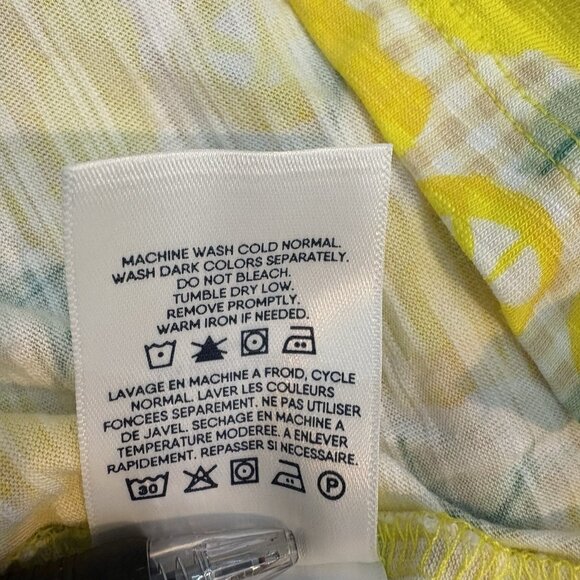 MACHINE WASH COLD NORMAL.
WASH DARK COLORS SEPARATELY.
DO NOT BLEACH.
TUMBLE DRY LOW.
REMOVE PROMPTLY.
WARM IRON IF NEEDED.
LAVAGE EN MACHINE A FROID, CYCLE
NORMAL. LAVER LES COULEURS
FONCÉES SEPAREMENT. NE PAS UTILISER
DE JAVEL. SECHAGE EN MACHINE A
TEMPERATURE MODEREE. A ENLEVER
RAPIDEMENT. REPASSER SI NECESSAIRE.
30 P